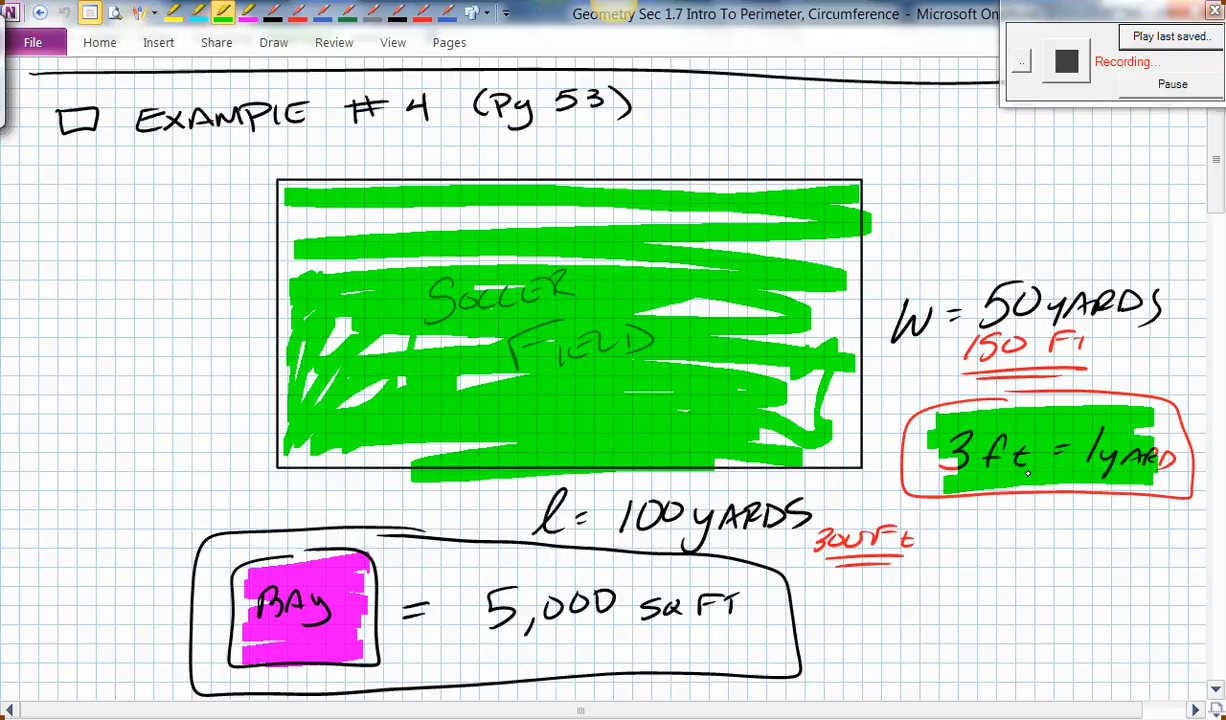 Geometry Sec 1.7 Intro To Perimeter, Circumference - Microsoft On
Play last saved..
.. Recording...
Pause
File Home Insert Share Draw Review View Pages
EXAMPLE # 4 (Pg 53)
SOCCER
FIELD
W = 50 YARDS
150 FT
3 ft = 1 YARD
l = 100 YARDS
300 Ft
BAY = 5,000 SQ FT